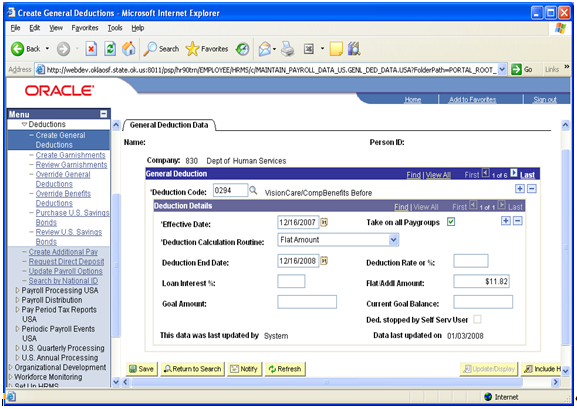 Create General Deductions - Microsoft Internet Explorer
File Edit View Favorites Tools Help
Back Search Favorites
Address http://webdev.oklaosf.state.ok.us:8011/psp/hr90trn/EMPLOYEE/HRMS/c/MAINTAIN_PAYROLL_DATA_US.GENL_DED_DATA.USA?FolderPath=PORTAL_ROOT_ Go Links »
ORACLE
Home Add to Favorites Sign out
Menu
Deductions
– Create General Deductions
– Create Garnishments
– Review Garnishments
– Override General Deductions
– Override Benefits Deductions
– Purchase U.S. Savings Bonds
– Review U.S. Savings Bonds
– Create Additional Pay
– Request Direct Deposit
– Update Payroll Options
– Search by National ID
Payroll Processing USA
Payroll Distribution
Pay Period Tax Reports USA
Periodic Payroll Events USA
U.S. Quarterly Processing
U.S. Annual Processing
Organizational Development
Workforce Monitoring
Set Up HRMS
General Deduction Data
Name: Person ID:
Company: 830 Dept of Human Services
General Deduction Find | View All First 1 of 6 Last
*Deduction Code: 0294 VisionCare/CompBenefits Before
Deduction Details Find | View All First 1 of 1 Last
*Effective Date: 12/16/2007 Take on all Paygroups
*Deduction Calculation Routine: Flat Amount
Deduction End Date: 12/16/2008 Deduction Rate or %:
Loan Interest %: Flat/Addl Amount: $11.82
Goal Amount: Current Goal Balance:
Ded. stopped by Self Serv User
This data was last updated by System Data last updated on 01/03/2008
Save Return to Search Notify Refresh Update/Display Include H
Internet